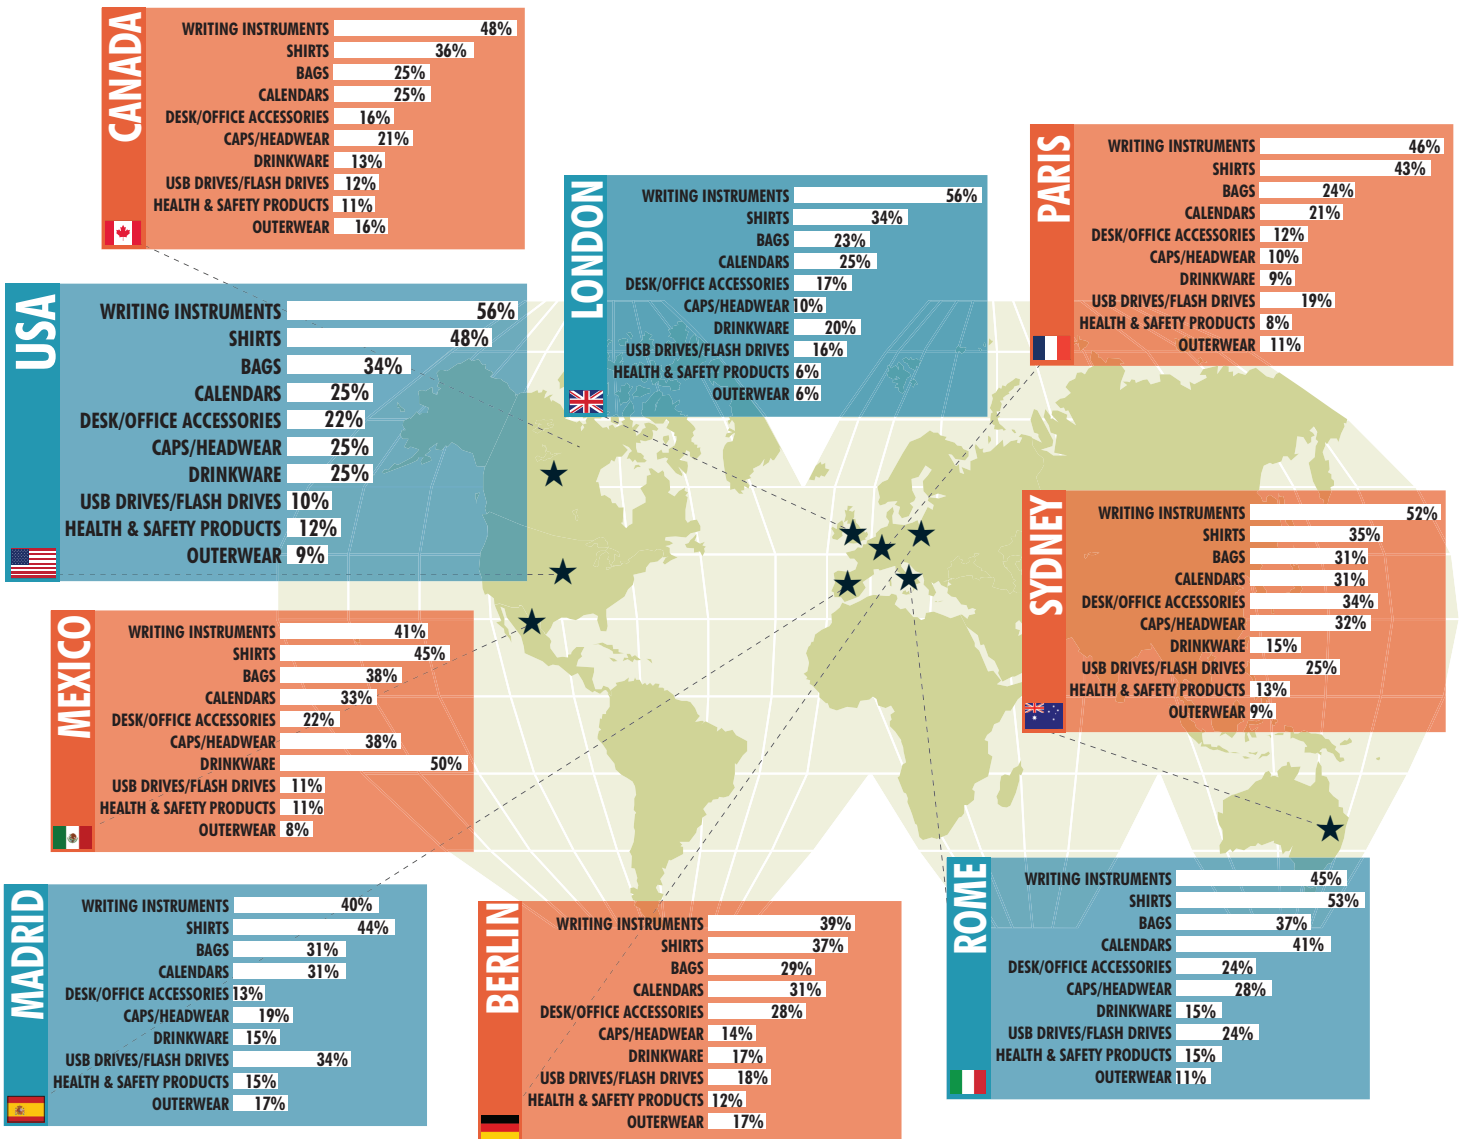 CANADA
WRITING INSTRUMENTS 48%
SHIRTS 36%
BAGS 25%
CALENDARS 25%
DESK/OFFICE ACCESSORIES 16%
CAPS/HEADWEAR 21%
DRINKWARE 13%
USB DRIVES/FLASH DRIVES 12%
HEALTH & SAFETY PRODUCTS 11%
OUTERWEAR 16%
LONDON
WRITING INSTRUMENTS 56%
SHIRTS 34%
BAGS 23%
CALENDARS 25%
DESK/OFFICE ACCESSORIES 17%
CAPS/HEADWEAR 10%
DRINKWARE 20%
USB DRIVES/FLASH DRIVES 16%
HEALTH & SAFETY PRODUCTS 6%
OUTERWEAR 6%
PARIS
WRITING INSTRUMENTS 46%
SHIRTS 43%
BAGS 24%
CALENDARS 21%
DESK/OFFICE ACCESSORIES 12%
CAPS/HEADWEAR 10%
DRINKWARE 9%
USB DRIVES/FLASH DRIVES 19%
HEALTH & SAFETY PRODUCTS 8%
OUTERWEAR 11%
USA
WRITING INSTRUMENTS 56%
SHIRTS 48%
BAGS 34%
CALENDARS 25%
DESK/OFFICE ACCESSORIES 22%
CAPS/HEADWEAR 25%
DRINKWARE 25%
USB DRIVES/FLASH DRIVES 10%
HEALTH & SAFETY PRODUCTS 12%
OUTERWEAR 9%
SYDNEY
WRITING INSTRUMENTS 52%
SHIRTS 35%
BAGS 31%
CALENDARS 31%
DESK/OFFICE ACCESSORIES 34%
CAPS/HEADWEAR 32%
DRINKWARE 15%
USB DRIVES/FLASH DRIVES 25%
HEALTH & SAFETY PRODUCTS 13%
OUTERWEAR 9%
MEXICO
WRITING INSTRUMENTS 41%
SHIRTS 45%
BAGS 38%
CALENDARS 33%
DESK/OFFICE ACCESSORIES 22%
CAPS/HEADWEAR 38%
DRINKWARE 50%
USB DRIVES/FLASH DRIVES 11%
HEALTH & SAFETY PRODUCTS 11%
OUTERWEAR 8%
MADRID
WRITING INSTRUMENTS 40%
SHIRTS 44%
BAGS 31%
CALENDARS 31%
DESK/OFFICE ACCESSORIES 13%
CAPS/HEADWEAR 19%
DRINKWARE 15%
USB DRIVES/FLASH DRIVES 34%
HEALTH & SAFETY PRODUCTS 15%
OUTERWEAR 17%
BERLIN
WRITING INSTRUMENTS 39%
SHIRTS 37%
BAGS 29%
CALENDARS 31%
DESK/OFFICE ACCESSORIES 28%
CAPS/HEADWEAR 14%
DRINKWARE 17%
USB DRIVES/FLASH DRIVES 18%
HEALTH & SAFETY PRODUCTS 12%
OUTERWEAR 17%
ROME
WRITING INSTRUMENTS 45%
SHIRTS 53%
BAGS 37%
CALENDARS 41%
DESK/OFFICE ACCESSORIES 24%
CAPS/HEADWEAR 28%
DRINKWARE 15%
USB DRIVES/FLASH DRIVES 24%
HEALTH & SAFETY PRODUCTS 15%
OUTERWEAR 11%